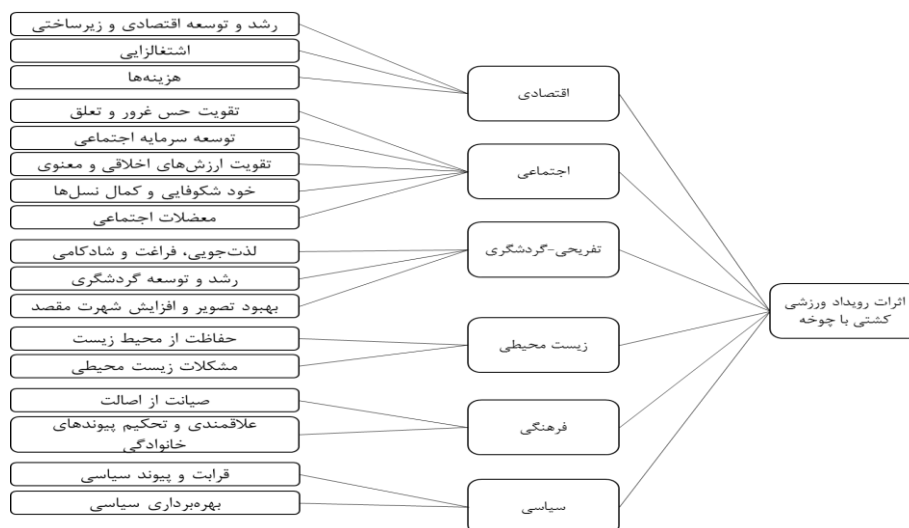 اثرات رویداد ورزشی
کشتی با چوخه
اقتصادی
رشد و توسعه اقتصادی و زیرساختی
اشتغالزایی
هزینه‌ها
اجتماعی
تقویت حس غرور و تعلق
توسعه سرمایه اجتماعی
تقویت ارزش‌های اخلاقی و معنوی
خود شکوفایی و کمال نسل‌ها
معضلات اجتماعی
تفریحی-گردشگری
لذت‌جویی، فراغت و شادکامی
رشد و توسعه گردشگری
بهبود تصویر و افزایش شهرت مقصد
زیست محیطی
حفاظت از محیط زیست
مشکلات زیست محیطی
فرهنگی
صیانت از اصالت
علاقمندی و تحکیم پیوندهای
خانوادگی
سیاسی
قرابت و پیوند سیاسی
بهره‌برداری سیاسی